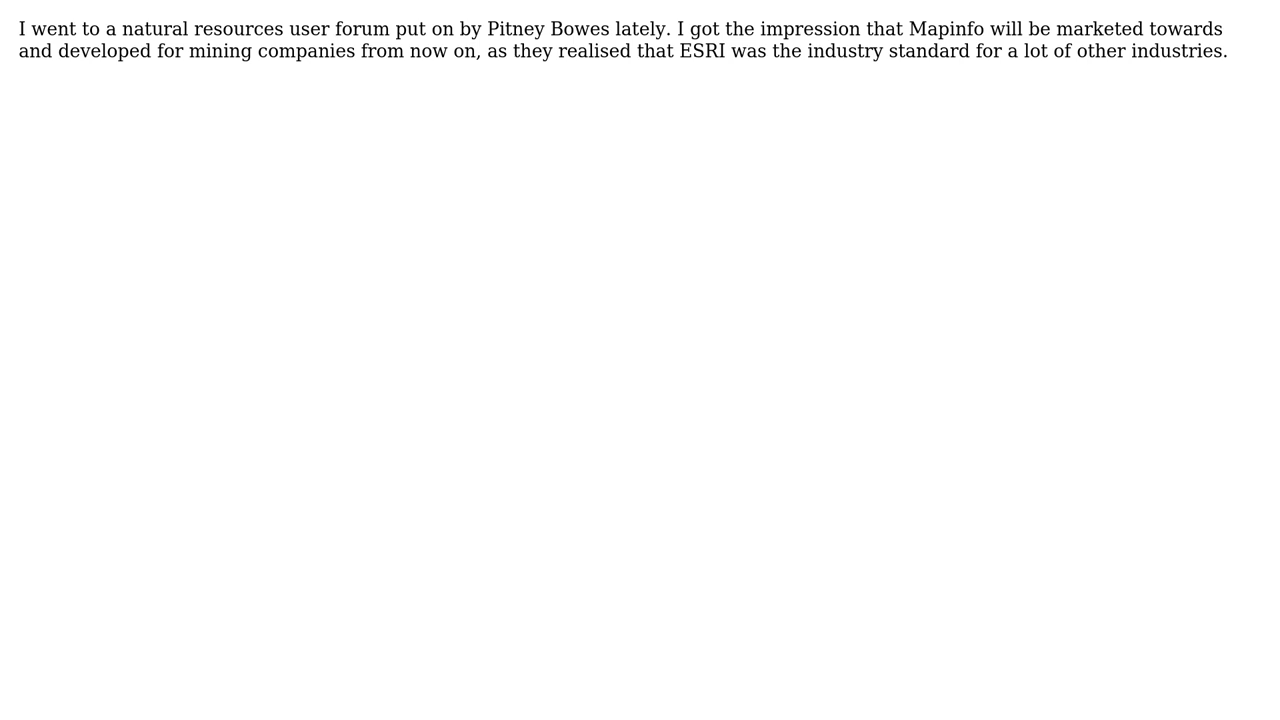 I went to a natural resources user forum put on by Pitney Bowes lately. I got the impression that Mapinfo will be marketed towards
and developed for mining companies from now on, as they realised that ESRI was the industry standard for a lot of other industries.